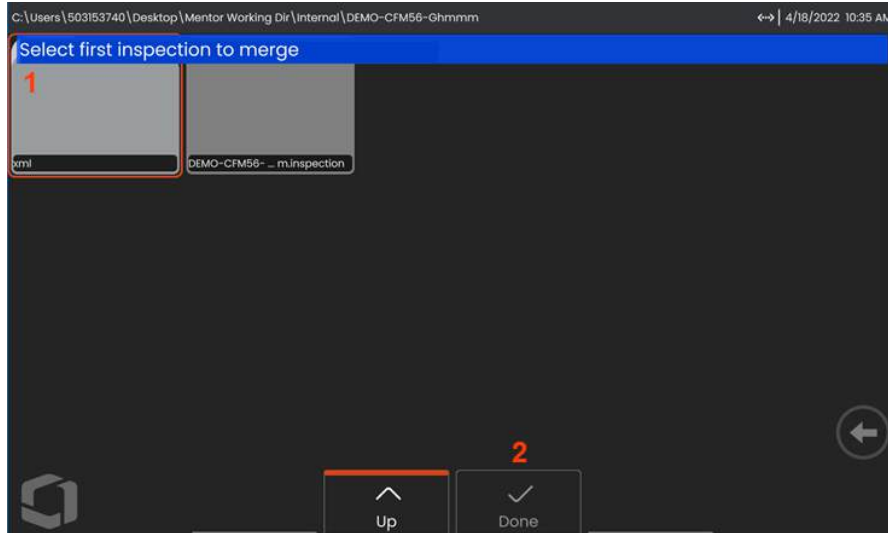 C:\Users\503153740\Desktop\Mentor Working Dir\Internal\DEMO-CFM56-Ghmmm 4/18/2022 10:35 AM
Select first inspection to merge
1
xml DEMO-CFM56- … m.inspection
2
Up Done